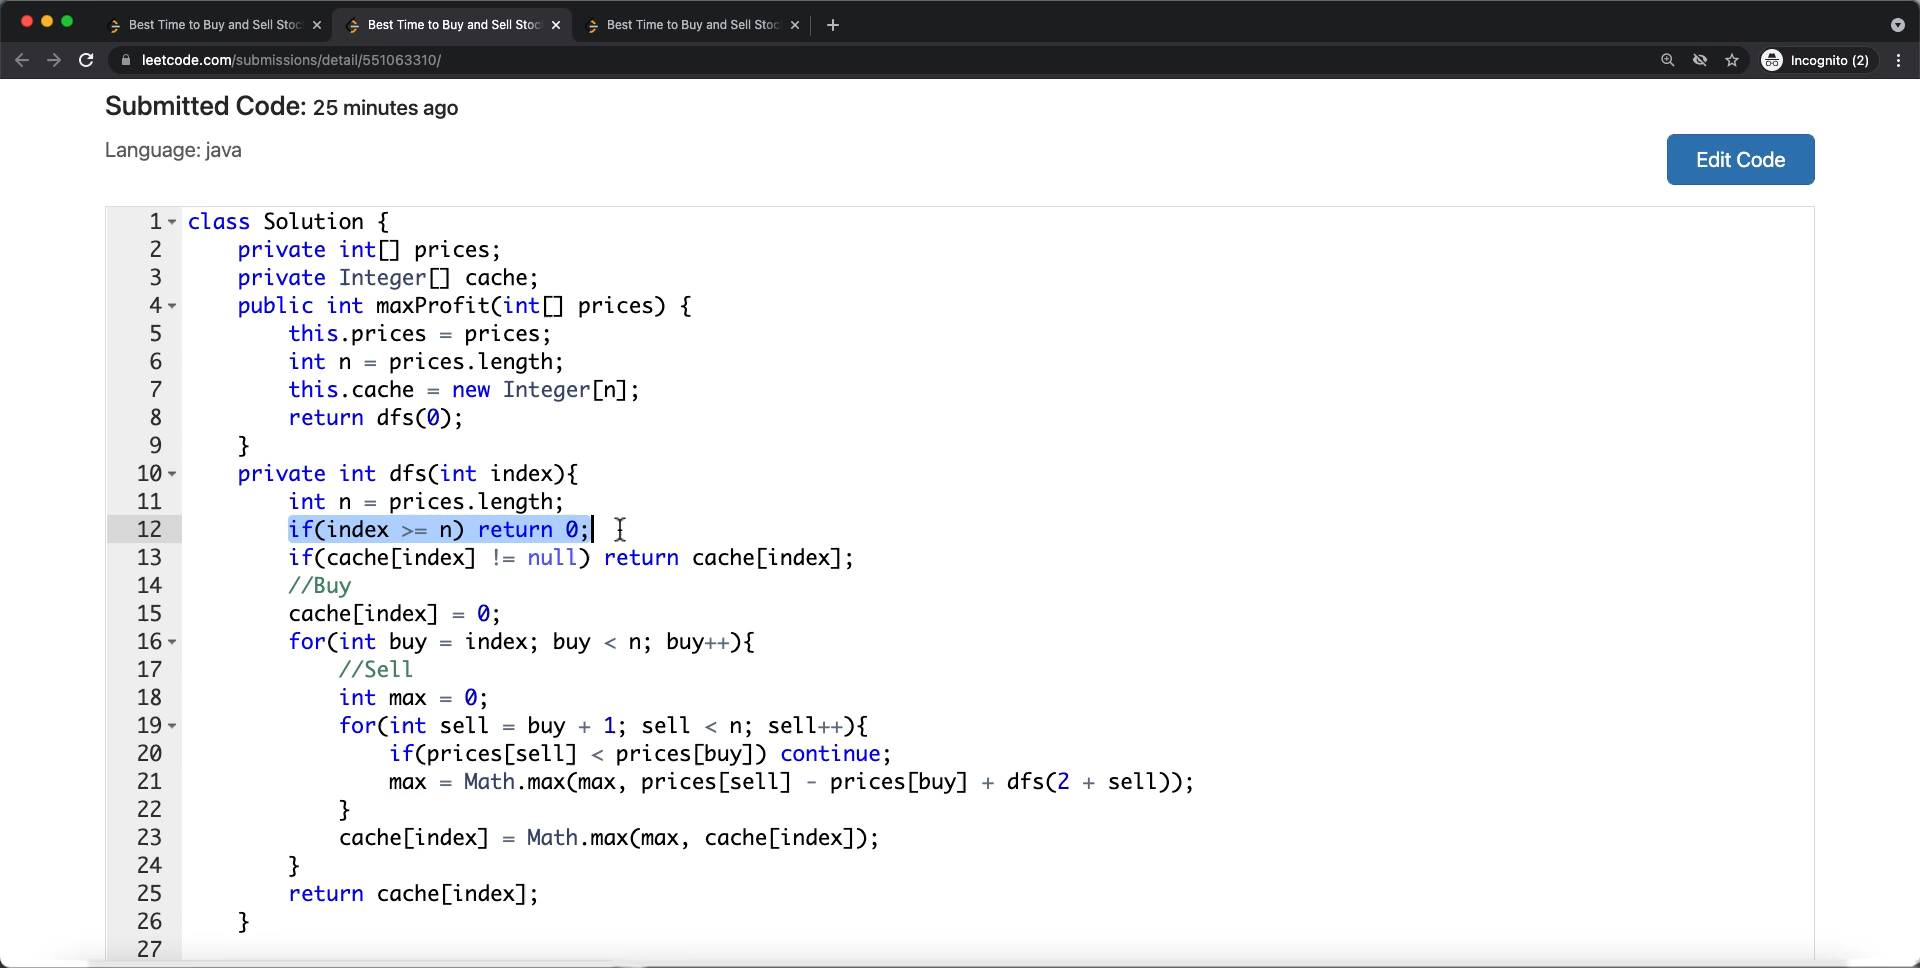 Best Time to Buy and Sell Stoc
Best Time to Buy and Sell Stoc
Best Time to Buy and Sell Stoc
leetcode.com/submissions/detail/551063310/
Incognito (2)
Submitted Code: 25 minutes ago
Language: java
Edit Code
1 class Solution {
2     private int[] prices;
3     private Integer[] cache;
4     public int maxProfit(int[] prices) {
5         this.prices = prices;
6         int n = prices.length;
7         this.cache = new Integer[n];
8         return dfs(0);
9     }
10     private int dfs(int index){
11         int n = prices.length;
12         if(index >= n) return 0;
13         if(cache[index] != null) return cache[index];
14         //Buy
15         cache[index] = 0;
16         for(int buy = index; buy < n; buy++){
17             //Sell
18             int max = 0;
19             for(int sell = buy + 1; sell < n; sell++){
20                 if(prices[sell] < prices[buy]) continue;
21                 max = Math.max(max, prices[sell] - prices[buy] + dfs(2 + sell));
22             }
23             cache[index] = Math.max(max, cache[index]);
24         }
25         return cache[index];
26     }
27